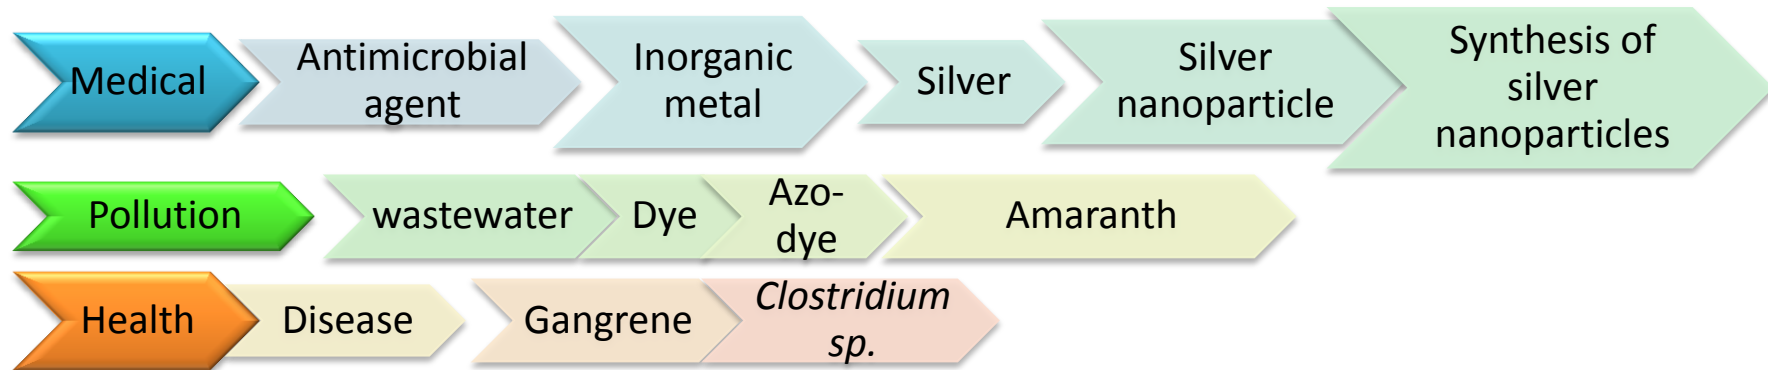 Medical
Antimicrobial
agent
Inorganic
metal
Silver
Silver
nanoparticle
Synthesis of
silver
nanoparticles
Pollution
wastewater
Dye
Azo-
dye
Amaranth
Health
Disease
Gangrene
Clostridium
sp.